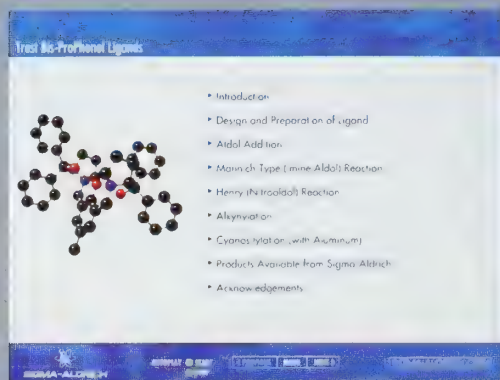 Trost Bis-ProPhenol Ligands
Introduction
Design and Preparation of Ligand
Aldol Addition
Mannich Type (Imine Aldol) Reaction
Henry (Nitroaldol) Reaction
Alkynylation
Cyanosilylation (with Aluminum)
Products Available from Sigma Aldrich
Acknowledgements
SIGMA-ALDRICH